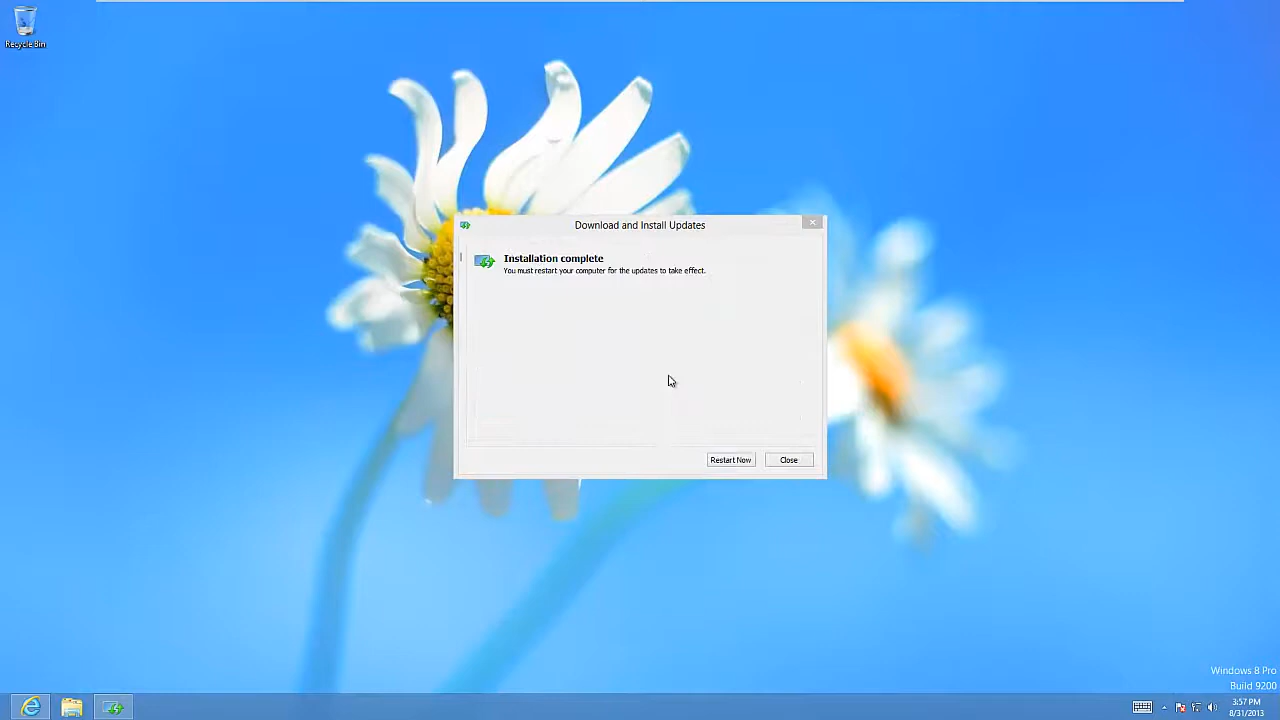 Recycle Bin
Download and Install Updates
Installation complete
You must restart your computer for the updates to take effect.
Restart Now
Close
Windows 8 Pro
Build 9200
3:57 PM
8/31/2013